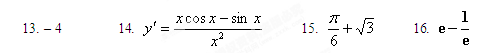 13. – 4 14. y′ = (x cos x – sin x) / x² 15. π/6 + √3 16. e – 1/e